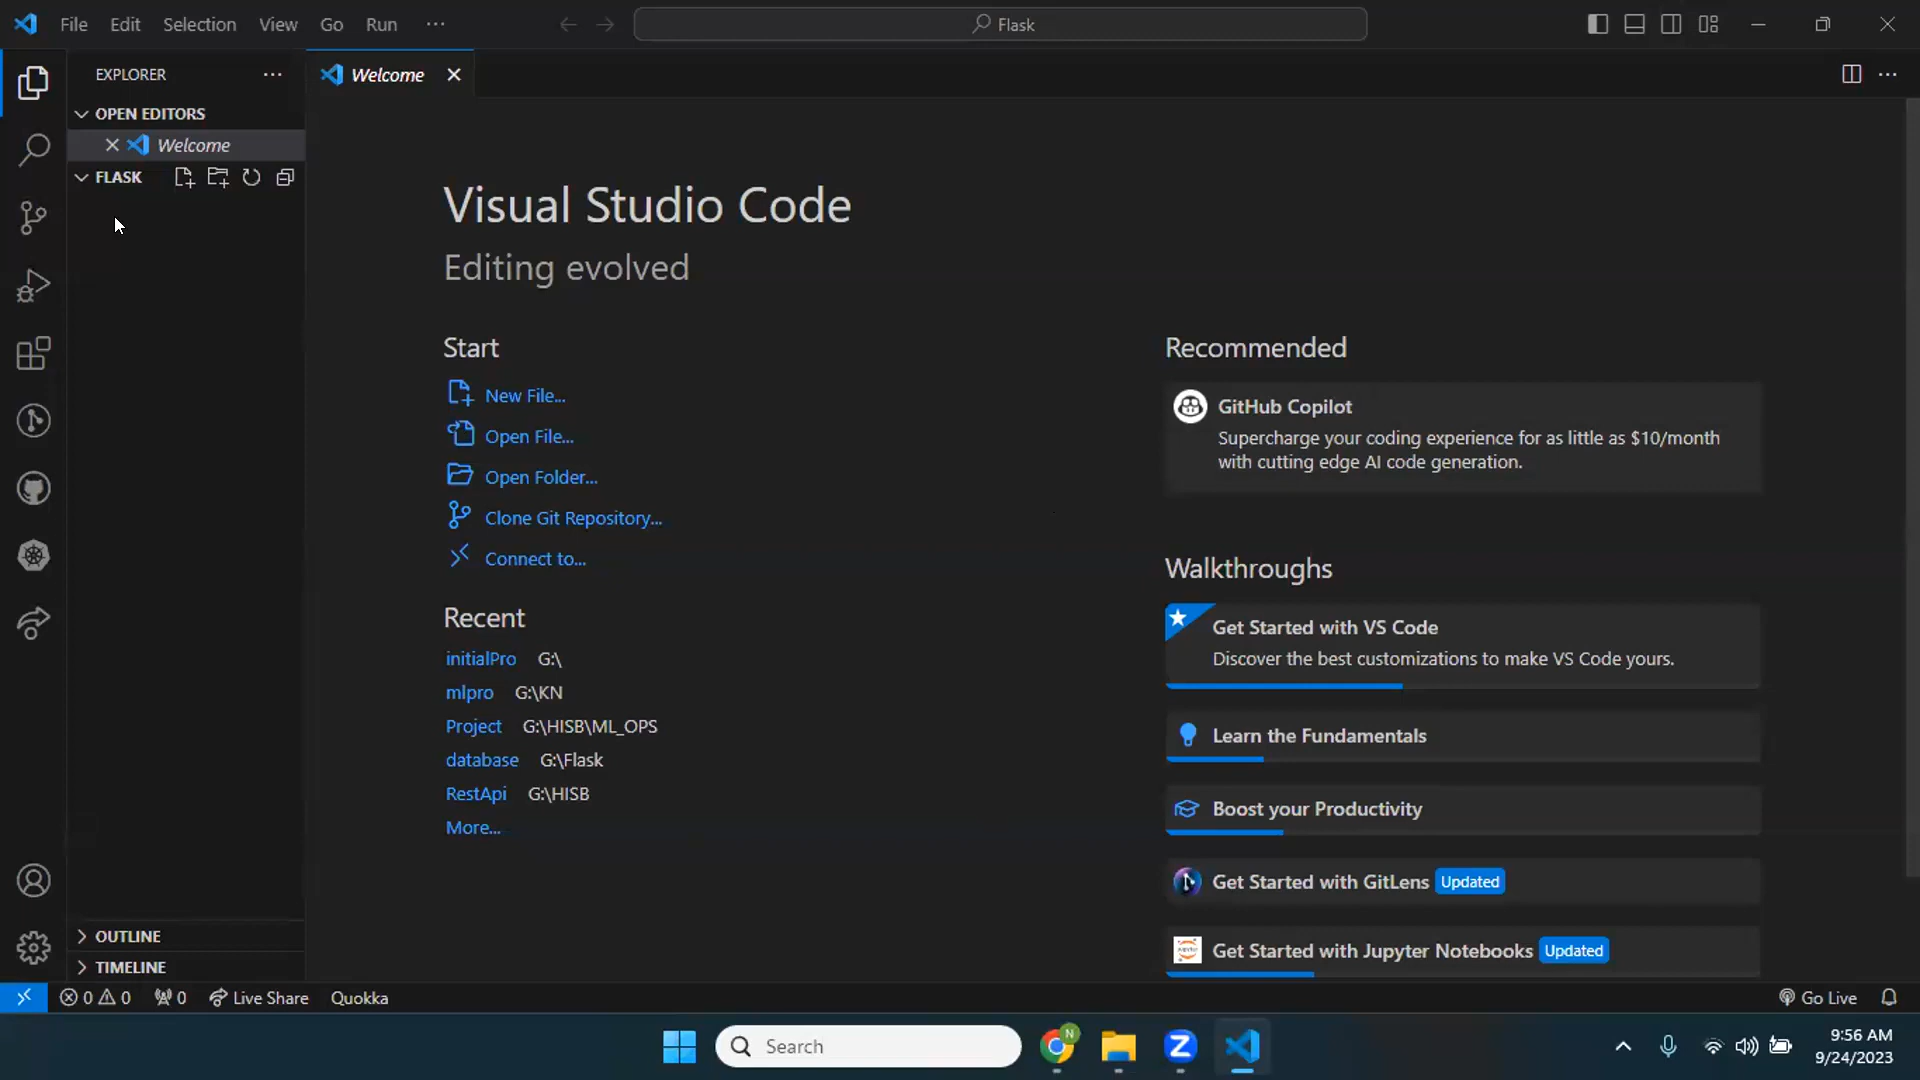 File Edit Selection View Go Run ··· Flask
EXPLORER ···
Welcome
OPEN EDITORS
Welcome
FLASK
Visual Studio Code
Editing evolved
Start
New File...
Open File...
Open Folder...
Clone Git Repository...
Connect to...
Recent
initialPro G:\
mlpro G:\KN
Project G:\HISB\ML_OPS
database G:\Flask
RestApi G:\HISB
More...
Recommended
GitHub Copilot
Supercharge your coding experience for as little as $10/month
with cutting edge AI code generation.
Walkthroughs
Get Started with VS Code
Discover the best customizations to make VS Code yours.
Learn the Fundamentals
Boost your Productivity
Get Started with GitLens Updated
Get Started with Jupyter Notebooks Updated
OUTLINE
TIMELINE
0 0 0 Live Share Quokka Go Live
Search
N
Z
9:56 AM
9/24/2023